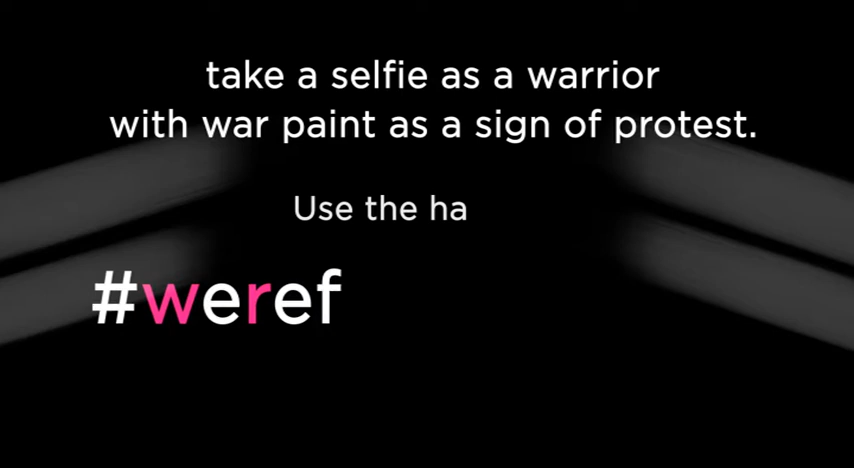 take a selfie as a warrior
with war paint as a sign of protest.
Use the ha
#weref